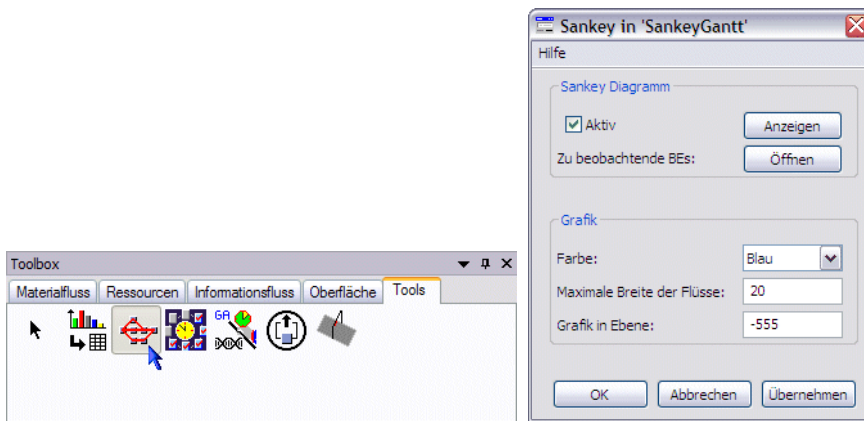 Toolbox
Materialfluss Ressourcen Informationsfluss Oberfläche Tools
GA
Sankey in 'SankeyGantt'
Hilfe
Sankey Diagramm
Aktiv Anzeigen
Zu beobachtende BEs: Öffnen
Grafik
Farbe: Blau
Maximale Breite der Flüsse: 20
Grafik in Ebene: -555
OK Abbrechen Übernehmen